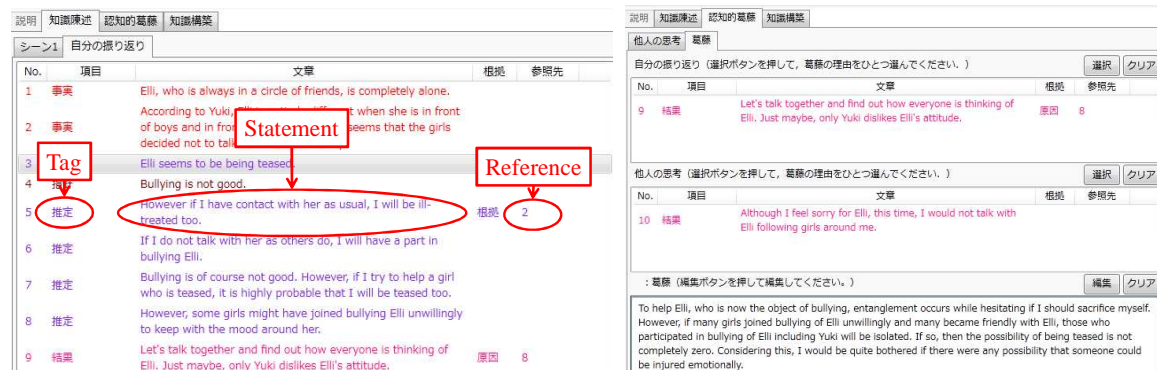 説明 知識陳述 認知的葛藤 知識構築
シーン1 自分の振り返り
No. 項目 文章 根拠 参照先
1 事実 Elli, who is always in a circle of friends, is completely alone.
According to Yuki, when she is in front
2 事実 of boys and in seems that the girls
decided not to
3 Elli seems to be being teased.
4 Bullying is not good.
5 推定 However if I have contact with her as usual, I will be ill-
treated too. 根拠 2
6 推定 If I do not talk with her as others do, I will have a part in
bullying Elli.
7 推定 Bullying is of course not good. However, if I try to help a girl
who is teased, it is highly probable that I will be teased too.
8 推定 However, some girls might have joined bullying Elli unwillingly
to keep with the mood around her.
9 結果 Let's talk together and find out how everyone is thinking of
Elli. Just maybe, only Yuki dislikes Elli's attitude. 原因 8
Tag
Statement
Reference
説明 知識陳述 認知的葛藤 知識構築
他人の思考 葛藤
自分の振り返り（選択ボタンを押して，葛藤の理由をひとつ選んでください．） 選択 クリア
No. 項目 文章 根拠 参照先
9 結果 Let's talk together and find out how everyone is thinking of
Elli. Just maybe, only Yuki dislikes Elli's attitude. 原因 8
他人の思考（選択ボタンを押して，葛藤の理由をひとつ選んでください．） 選択 クリア
No. 項目 文章 根拠 参照先
10 結果 Although I feel sorry for Elli, this time, I would not talk with
Elli following girls around me.
：葛藤（編集ボタンを押して編集してください。） 編集 クリア
To help Elli, who is now the object of bullying, entanglement occurs while hesitating if I should sacrifice myself.
However, if many girls joined bullying of Elli unwillingly and many became friendly with Elli, those who
participated in bullying of Elli including Yuki will be isolated. If so, then the possibility of being teased is not
completely zero. Considering this, I would be quite bothered if there were any possibility that someone could
be injured emotionally.